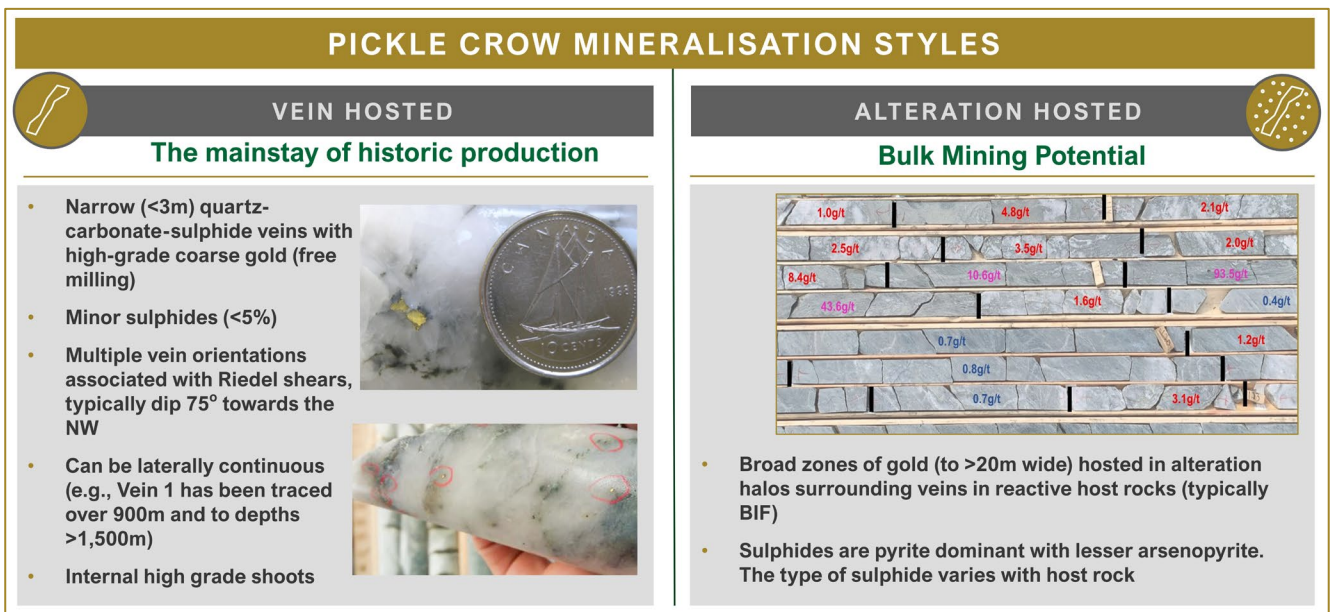 PICKLE CROW MINERALISATION STYLES
VEIN HOSTED
The mainstay of historic production
• Narrow (<3m) quartz-
carbonate-sulphide veins with
high-grade coarse gold (free
milling)
• Minor sulphides (<5%)
• Multiple vein orientations
associated with Riedel shears,
typically dip 75° towards the
NW
• Can be laterally continuous
(e.g., Vein 1 has been traced
over 900m and to depths
>1,500m)
• Internal high grade shoots
CANADA
1998
10 CENTS
ALTERATION HOSTED
Bulk Mining Potential
1.0g/t 4.8g/t 2.1g/t
2.5g/t 3.5g/t 2.0g/t
8.4g/t 10.6g/t 93.5g/t
43.6g/t 1.6g/t 0.4g/t
0.7g/t 1.2g/t
0.8g/t
0.7g/t 3.1g/t
• Broad zones of gold (to >20m wide) hosted in alteration
halos surrounding veins in reactive host rocks (typically
BIF)
• Sulphides are pyrite dominant with lesser arsenopyrite.
The type of sulphide varies with host rock